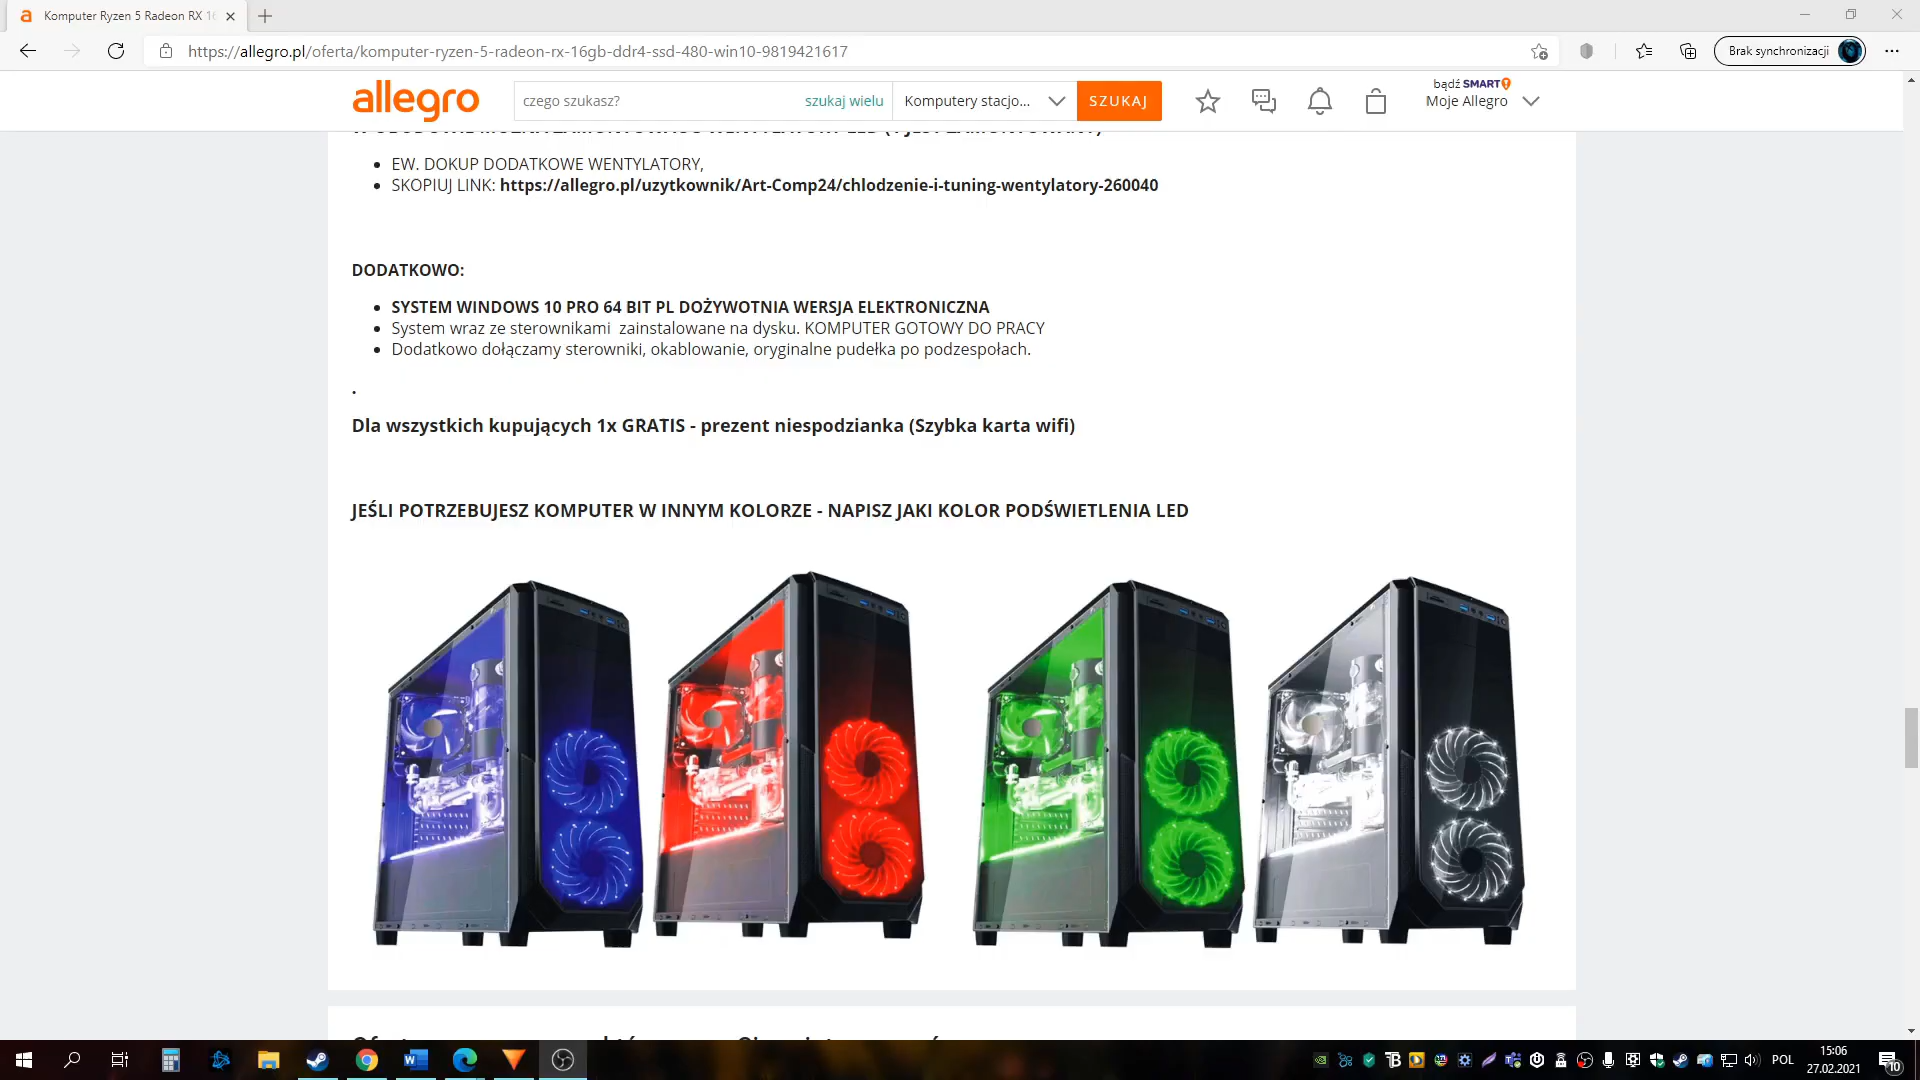 Komputer Ryzen 5 Radeon RX 16
https://allegro.pl/oferta/komputer-ryzen-5-radeon-rx-16gb-ddr4-ssd-480-win10-9819421617
Brak synchronizacji
allegro
czego szukasz?
szukaj wielu
Komputery stacjo...
SZUKAJ
bądź SMART!
Moje Allegro
EW. DOKUP DODATKOWE WENTYLATORY,
SKOPIUJ LINK: https://allegro.pl/uzytkownik/Art-Comp24/chlodzenie-i-tuning-wentylatory-260040
DODATKOWO:
SYSTEM WINDOWS 10 PRO 64 BIT PL DOŻYWOTNIA WERSJA ELEKTRONICZNA
System wraz ze sterownikami zainstalowane na dysku. KOMPUTER GOTOWY DO PRACY
Dodatkowo dołączamy sterowniki, okablowanie, oryginalne pudełka po podzespołach.
.
Dla wszystkich kupujących 1x GRATIS - prezent niespodzianka (Szybka karta wifi)
JEŚLI POTRZEBUJESZ KOMPUTER W INNYM KOLORZE - NAPISZ JAKI KOLOR PODŚWIETLENIA LED
POL
15:06
27.02.2021
10